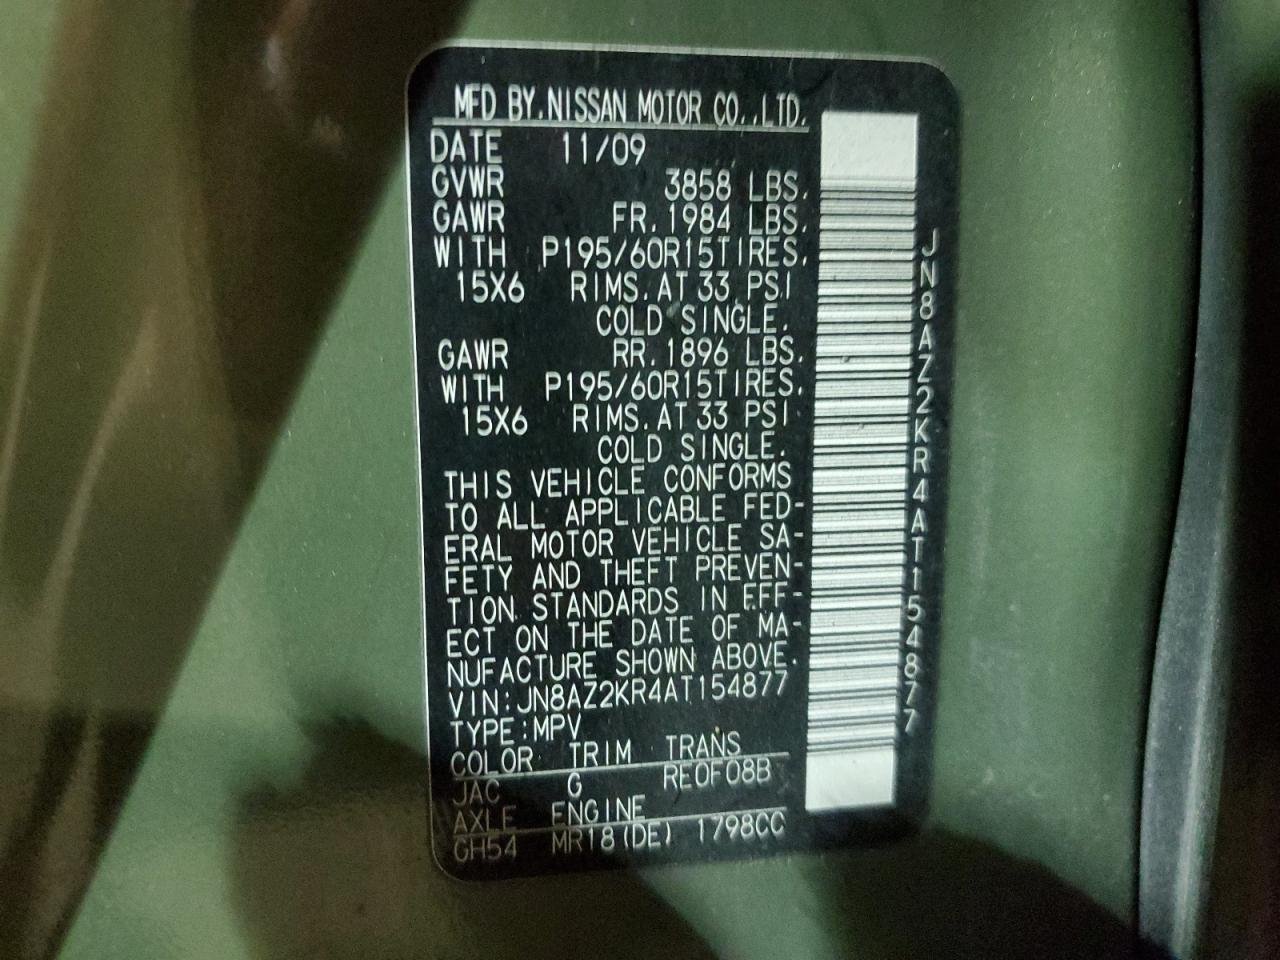 MFD BY.NISSAN MOTOR CO.,LTD.
DATE 11/09
GVWR 3858 LBS.
GAWR FR. 1984 LBS.
WITH P195/60R15TIRES.
15X6 RIMS. AT 33 PSI
COLD SINGLE.
GAWR RR. 1896 LBS.
WITH P195/60R15TIRES.
15X6 RIMS. AT 33 PSI
COLD SINGLE.
THIS VEHICLE CONFORMS
TO ALL APPLICABLE FED-
ERAL MOTOR VEHICLE SA-
FETY AND THEFT PREVEN-
TION STANDARDS IN EFF-
ECT ON THE DATE OF MA-
NUFACTURE SHOWN ABOVE.
VIN:JN8AZ2KR4AT154877
TYPE:MPV
COLOR TRIM TRANS
JAC G RE0F08B
AXLE ENGINE
GH54 MR18(DE) 1798CC
JN8AZ2KR4AT154877